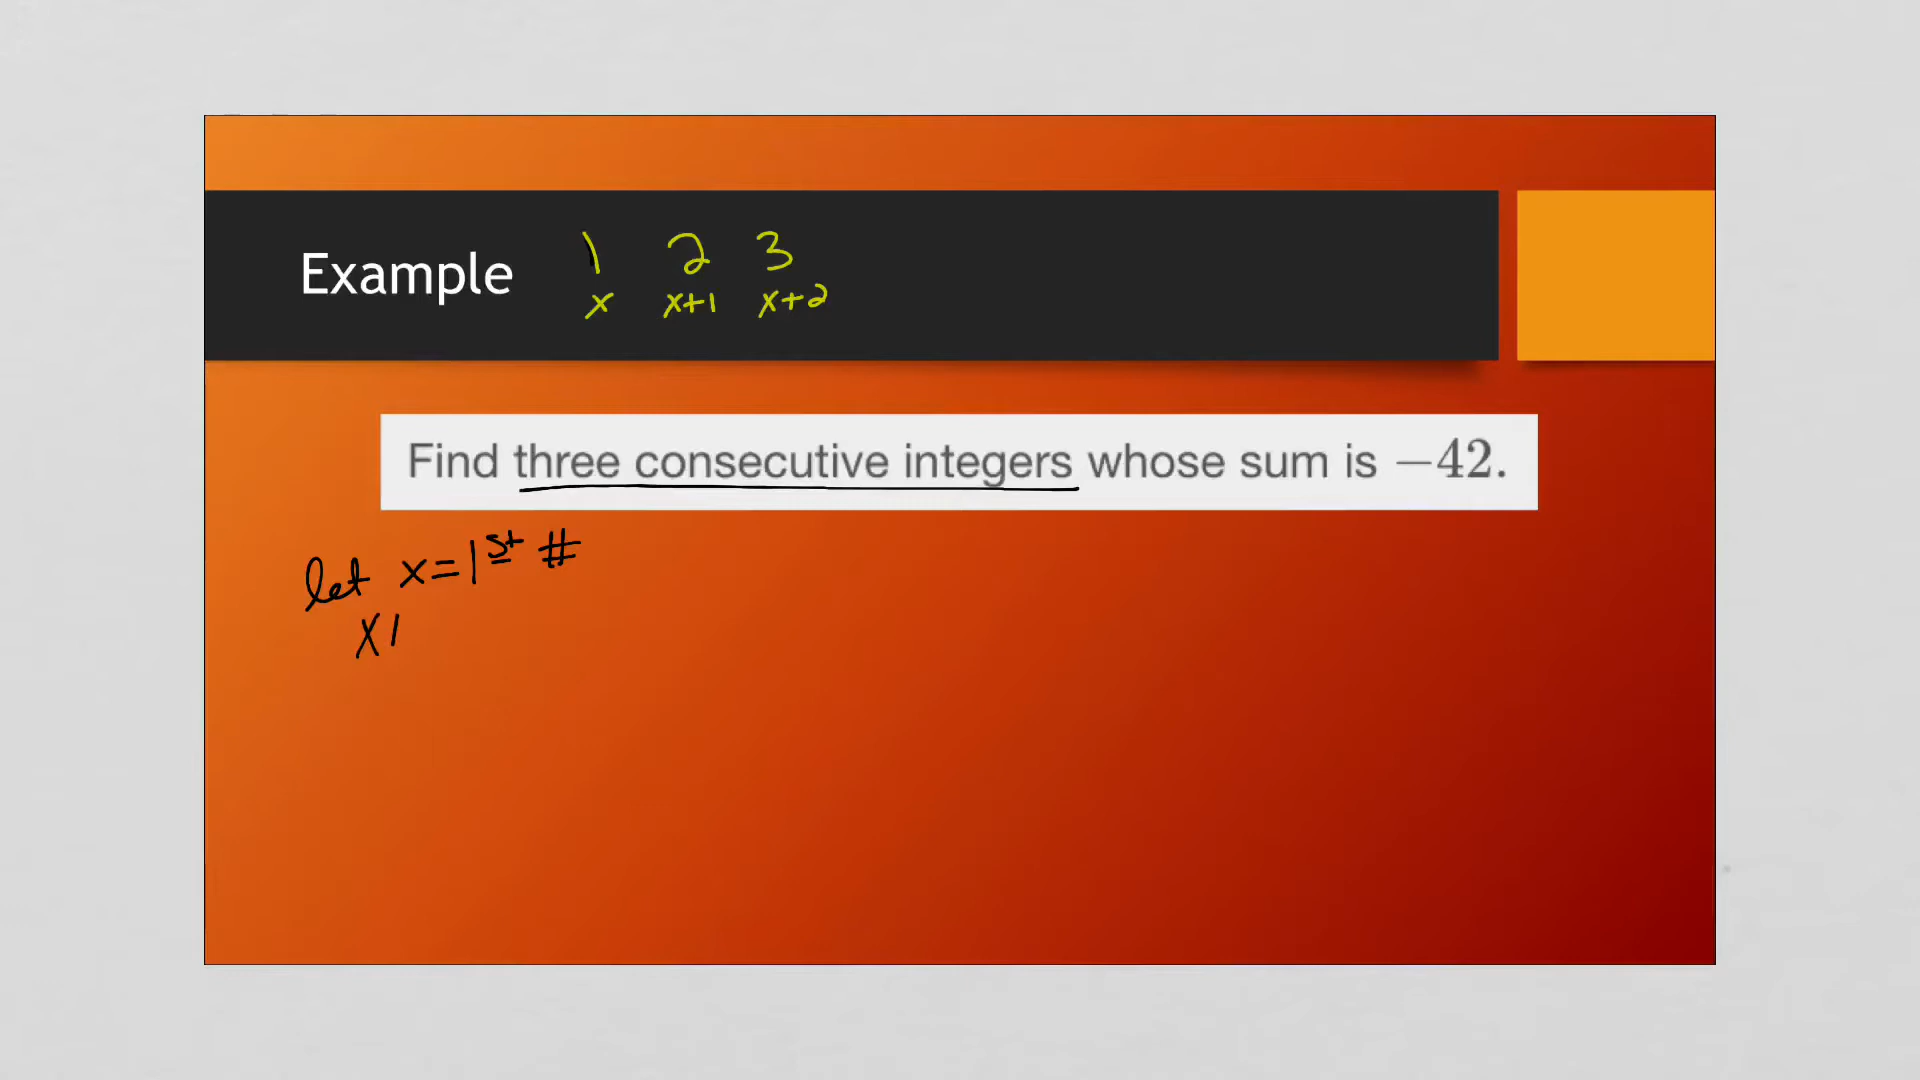 Example
1 2 3
x x+1 x+2
Find three consecutive integers whose sum is −42.
let x=1st #
x1